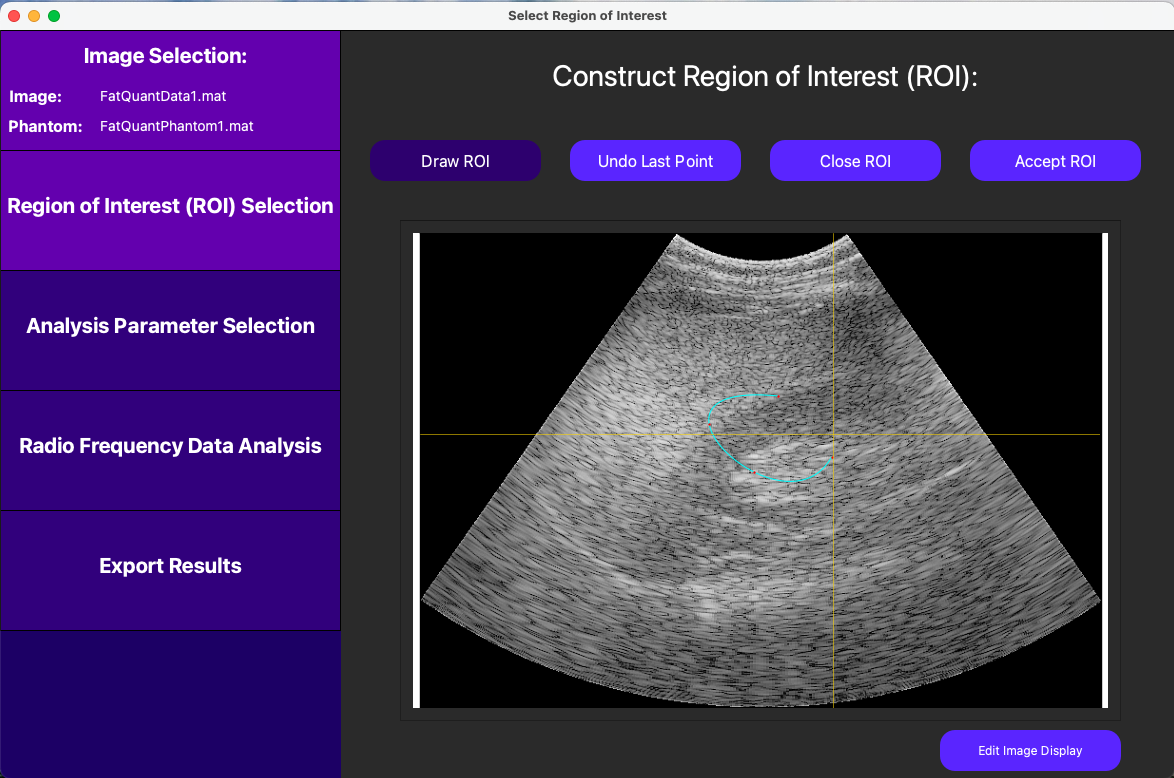 Select Region of Interest
Image Selection:
Image: FatQuantData1.mat
Phantom: FatQuantPhantom1.mat
Region of Interest (ROI) Selection
Analysis Parameter Selection
Radio Frequency Data Analysis
Export Results
Construct Region of Interest (ROI):
Draw ROI
Undo Last Point
Close ROI
Accept ROI
Edit Image Display